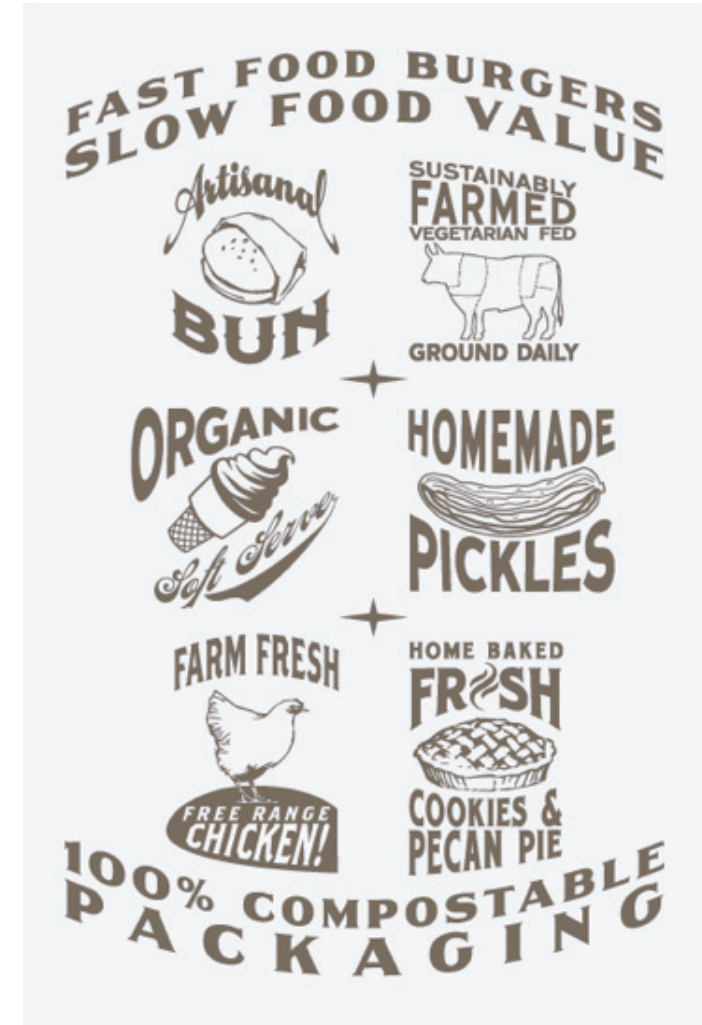 FAST FOOD BURGERS
SLOW FOOD VALUE
Artisanal
BUN
SUSTAINABLY
FARMED
VEGETARIAN FED
GROUND DAILY
ORGANIC
Soft Serve
HOMEMADE
PICKLES
FARM FRESH
FREE RANGE
CHICKEN!
HOME BAKED
FRESH
COOKIES &
PECAN PIE
100% COMPOSTABLE
PACKAGING